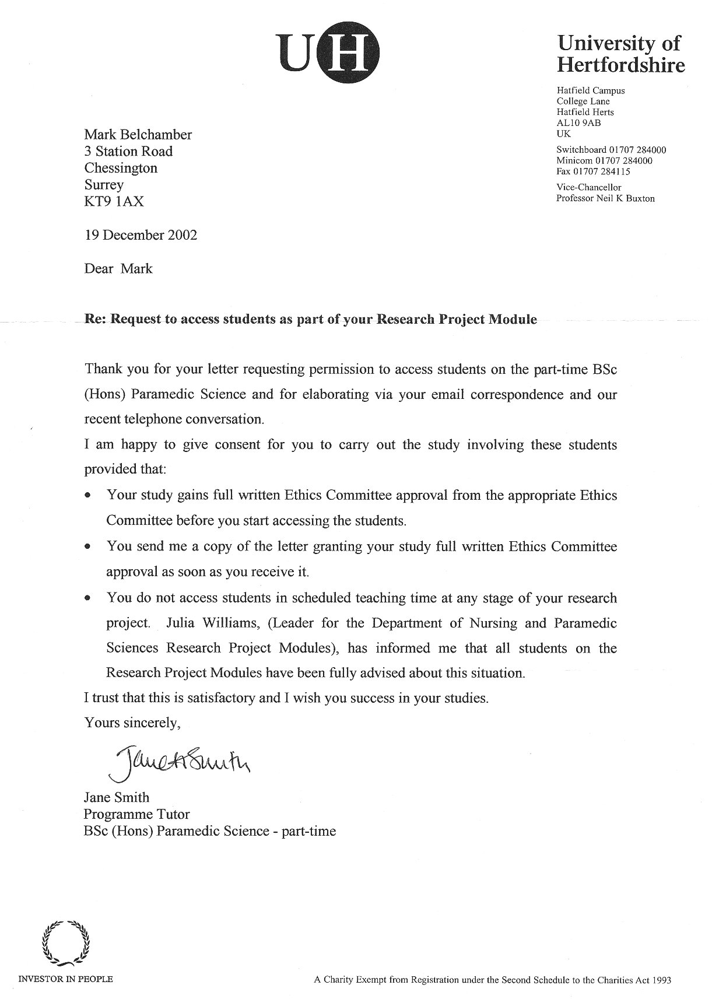 UH
University of
Hertfordshire
Hatfield Campus
College Lane
Hatfield Herts
AL10 9AB
UK
Switchboard 01707 284000
Minicom 01707 284000
Fax 01707 284115
Vice-Chancellor
Professor Neil K Buxton
Mark Belchamber
3 Station Road
Chessington
Surrey
KT9 1AX
19 December 2002
Dear Mark
Re: Request to access students as part of your Research Project Module
Thank you for your letter requesting permission to access students on the part-time BSc
(Hons) Paramedic Science and for elaborating via your email correspondence and our
recent telephone conversation.
I am happy to give consent for you to carry out the study involving these students
provided that:
• Your study gains full written Ethics Committee approval from the appropriate Ethics
Committee before you start accessing the students.
• You send me a copy of the letter granting your study full written Ethics Committee
approval as soon as you receive it.
• You do not access students in scheduled teaching time at any stage of your research
project. Julia Williams, (Leader for the Department of Nursing and Paramedic
Sciences Research Project Modules), has informed me that all students on the
Research Project Modules have been fully advised about this situation.
I trust that this is satisfactory and I wish you success in your studies.
Yours sincerely,
Jane Smith
Jane Smith
Programme Tutor
BSc (Hons) Paramedic Science - part-time
INVESTOR IN PEOPLE
A Charity Exempt from Registration under the Second Schedule to the Charities Act 1993